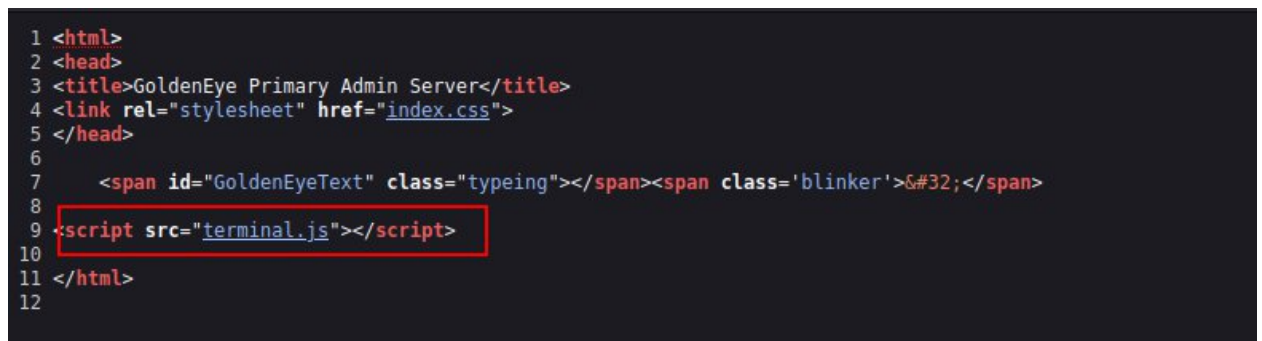 1 <html>
2 <head>
3 <title>GoldenEye Primary Admin Server</title>
4 <link rel="stylesheet" href="index.css">
5 </head>
6
7     <span id="GoldenEyeText" class="typeing"></span><span class='blinker'>&#32;</span>
8
9 <script src="terminal.js"></script>
10
11 </html>
12